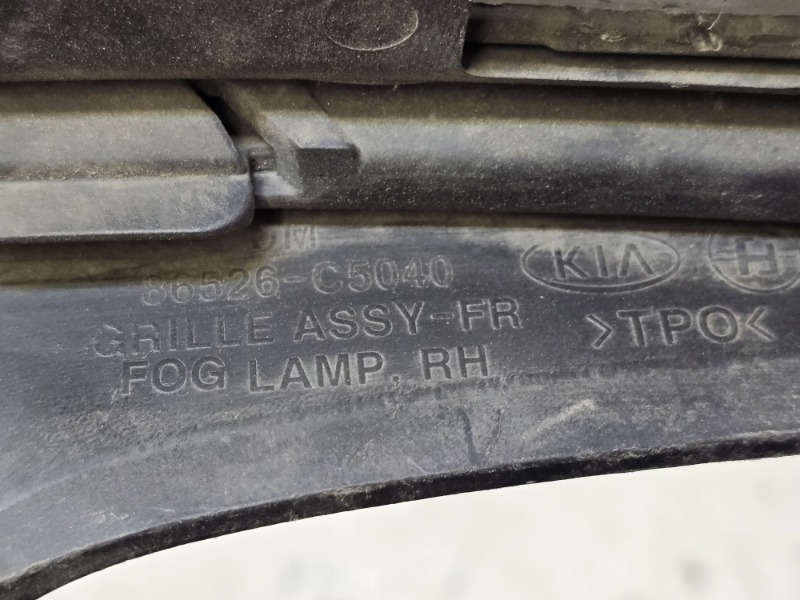 86526-C5040
KIA
GRILLE ASSY-FR
>TPO<
FOG LAMP, RH